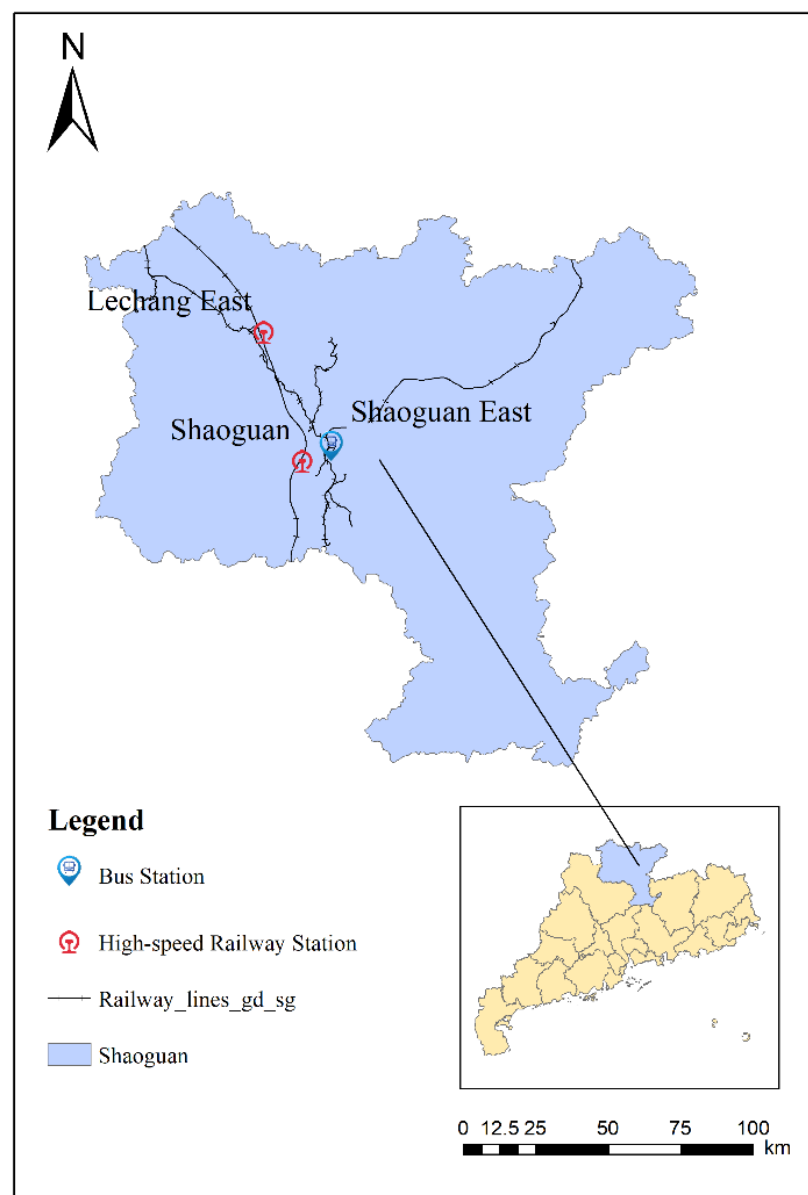 N
Lechang East
Shaoguan East
Shaoguan
Legend
Bus Station
High-speed Railway Station
Railway_lines_gd_sg
Shaoguan
0 12.5 25 50 75 100
km